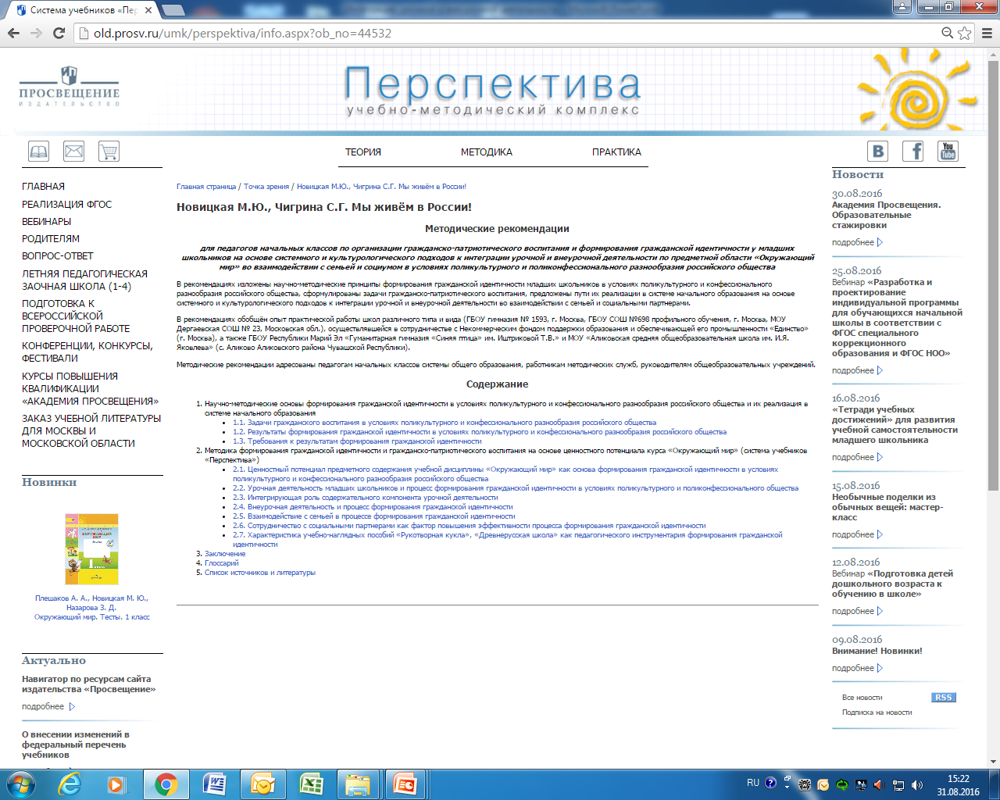 Система учебников «Пер
old.prosv.ru/umk/perspektiva/info.aspx?ob_no=44532
ПРОСВЕЩЕНИЕ
ИЗДАТЕЛЬСТВО
Перспектива
учебно-методический комплекс
ТЕОРИЯ МЕТОДИКА ПРАКТИКА
B f You Tube
ГЛАВНАЯ
РЕАЛИЗАЦИЯ ФГОС
ВЕБИНАРЫ
РОДИТЕЛЯМ
ВОПРОС-ОТВЕТ
ЛЕТНЯЯ ПЕДАГОГИЧЕСКАЯ
ЗАОЧНАЯ ШКОЛА (1-4)
ПОДГОТОВКА К
ВСЕРОССИЙСКОЙ
ПРОВЕРОЧНОЙ РАБОТЕ
КОНФЕРЕНЦИИ, КОНКУРСЫ,
ФЕСТИВАЛИ
КУРСЫ ПОВЫШЕНИЯ
КВАЛИФИКАЦИИ
«АКАДЕМИЯ ПРОСВЕЩЕНИЯ»
ЗАКАЗ УЧЕБНОЙ ЛИТЕРАТУРЫ
ДЛЯ МОСКВЫ И
МОСКОВСКОЙ ОБЛАСТИ
Новинки
ОКРУЖАЮЩИЙ
МИР
1
Плешаков А. А., Новицкая М. Ю.,
Назарова З. Д.
Окружающий мир. Тесты. 1 класс
Актуально
Навигатор по ресурсам сайта
издательства «Просвещение»
подробнее
О внесении изменений в
федеральный перечень
учебников
Главная страница / Точка зрения / Новицкая М.Ю., Чигрина С.Г. Мы живём в России!
Новицкая М.Ю., Чигрина С.Г. Мы живём в России!
Методические рекомендации
для педагогов начальных классов по организации гражданско-патриотического воспитания и формирования гражданской идентичности у младших
школьников на основе системного и культурологического подходов к интеграции урочной и внеурочной деятельности по предметной области «Окружающий
мир» во взаимодействии с семьей и социумом в условиях поликультурного и поликонфессионального разнообразия российского общества
В рекомендациях изложены научно-методические принципы формирования гражданской идентичности младших школьников в условиях поликультурного и конфессионального
разнообразия российского общества, сформулированы задачи гражданско-патриотического воспитания, предложены пути их реализации в системе начального образования на основе
системного и культурологического подходов к интеграции урочной и внеурочной деятельности во взаимодействии с семьей и социальными партнерами.
В рекомендациях обобщён опыт практической работы школ различного типа и вида (ГБОУ гимназия № 1593, г. Москва, ГБОУ СОШ №698 профильного обучения, г. Москва, МОУ
Дергаевская СОШ № 23, Московская обл.), осуществлявшейся в сотрудничестве с Некоммерческим фондом поддержки образования и обеспечивающей его промышленности «Единство»
(г. Москва), а также ГБОУ Республики Марий Эл «Гуманитарная гимназия «Синяя птица» им. Иштриковой Т.В.» и МОУ «Аликовская средняя общеобразовательная школа им. И.Я.
Яковлева» (с. Аликово Аликовского района Чувашской Республики).
Методические рекомендации адресованы педагогам начальных классов системы общего образования, работникам методических служб, руководителям общеобразовательных учреждений.
Содержание
1. Научно-методические основы формирования гражданской идентичности в условиях поликультурного и конфессионального разнообразия российского общества и их реализация в
системе начального образования
• 1.1. Задачи гражданского воспитания в условиях поликультурного и конфессионального разнообразия российского общества
• 1.2. Результаты формирования гражданской идентичности в условиях поликультурного и конфессионального разнообразия российского общества
• 1.3. Требования к результатам формирования гражданской идентичности
2. Методика формирования гражданской идентичности и гражданско-патриотического воспитания на основе ценностного потенциала курса «Окружающий мир» (система учебников
«Перспектива»)
• 2.1. Ценностный потенциал предметного содержания учебной дисциплины «Окружающий мир» как основа формирования гражданской идентичности в условиях
поликультурного и конфессионального разнообразия российского общества
• 2.2. Урочная деятельность младших школьников и процесс формирования гражданской идентичности в условиях поликультурного и поликонфессионального общества
• 2.3. Интегрирующая роль содержательного компонента урочной деятельности
• 2.4. Внеурочная деятельность и процесс формирования гражданской идентичности
• 2.5. Взаимодействие с семьей в процессе формирования гражданской идентичности
• 2.6. Сотрудничество с социальными партнерами как фактор повышения эффективности процесса формирования гражданской идентичности
• 2.7. Характеристика учебно-наглядных пособий «Рукотворная кукла», «Древнерусская школа» как педагогического инструментария формирования гражданской
идентичности
3. Заключение
4. Глоссарий
5. Список источников и литературы
Новости
30.08.2016
Академия Просвещения.
Образовательные
стажировки
подробнее
25.08.2016
Вебинар «Разработка и
проектирование
индивидуальной программы
для обучающихся начальной
школы в соответствии с
ФГОС специального
коррекционного
образования и ФГОС НОО»
подробнее
16.08.2016
«Тетради учебных
достижений» для развития
учебной самостоятельности
младшего школьника
подробнее
15.08.2016
Необычные поделки из
обычных вещей: мастер-
класс
подробнее
12.08.2016
Вебинар «Подготовка детей
дошкольного возраста к
обучению в школе»
подробнее
09.08.2016
Внимание! Новинки!
подробнее
Все новости RSS
Подписка на новости
RU
15:22
31.08.2016